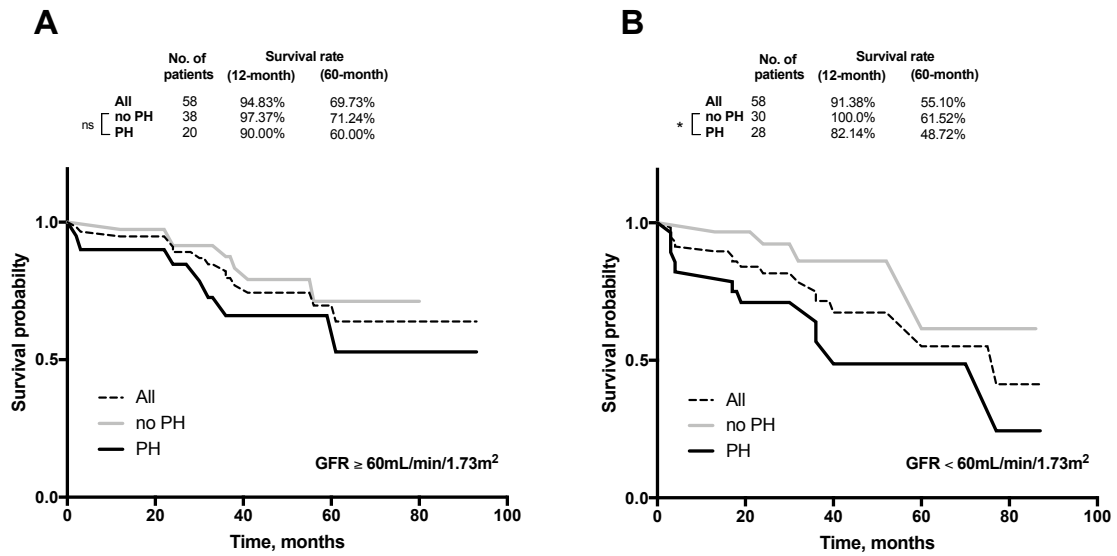 A
No. of patients Survival rate (12-month) (60-month)
All 58 94.83% 69.73%
ns no PH 38 97.37% 71.24%
PH 20 90.00% 60.00%
1.0
0.5
0.0
Survival probabilty
All
no PH
PH
GFR ≥ 60mL/min/1.73m²
0 20 40 60 80 100
Time, months
B
No. of patients Survival rate (12-month) (60-month)
All 58 91.38% 55.10%
* no PH 30 100.0% 61.52%
PH 28 82.14% 48.72%
1.0
0.5
0.0
Survival probabilty
All
no PH
PH
GFR < 60mL/min/1.73m²
0 20 40 60 80 100
Time, months